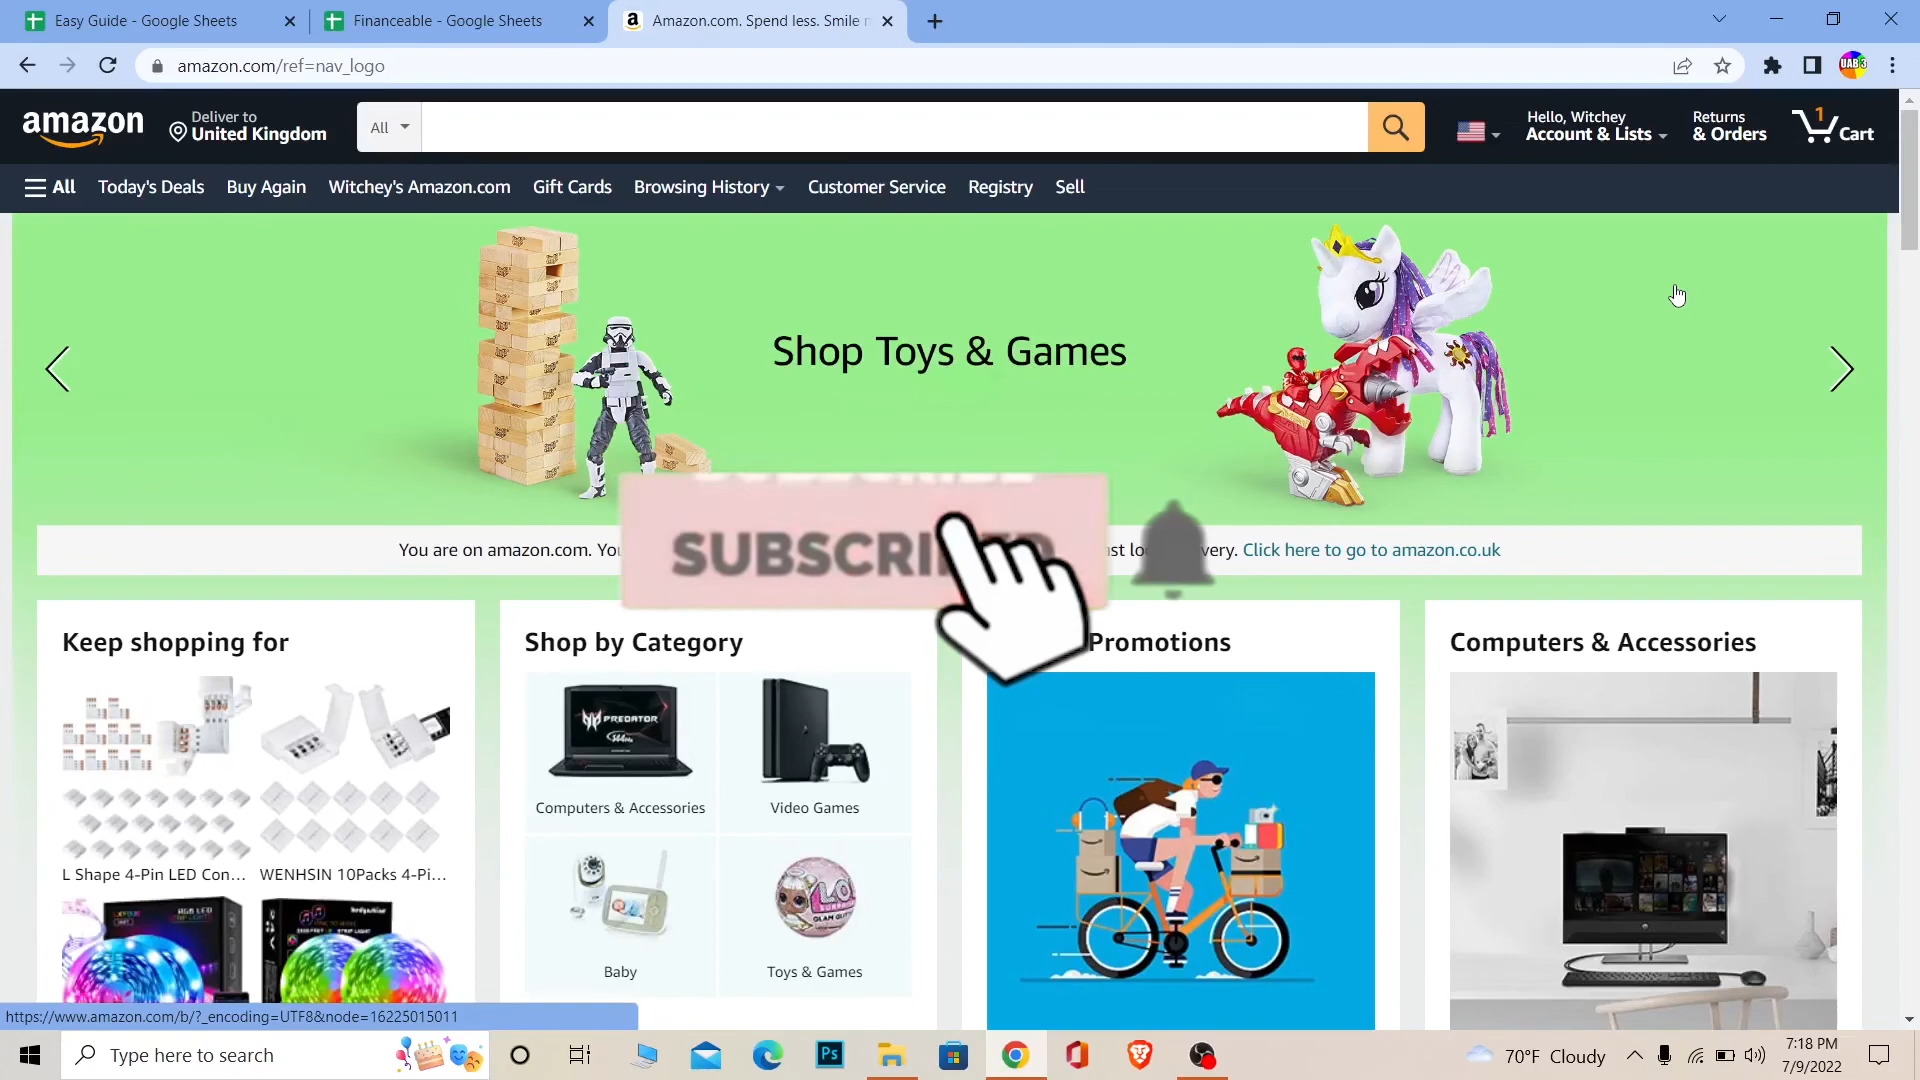 Easy Guide - Google Sheets
Financeable - Google Sheets
Amazon.com. Spend less. Smile m
amazon.com/ref=nav_logo
UAB 3
amazon
Deliver to
United Kingdom
All
Hello, Witchey
Account & Lists
Returns
& Orders
1
Cart
All
Today's Deals
Buy Again
Witchey's Amazon.com
Gift Cards
Browsing History
Customer Service
Registry
Sell
Shop Toys & Games
You are on amazon.com. You
very. Click here to go to amazon.co.uk
Keep shopping for
Shop by Category
Promotions
Computers & Accessories
PREDATOR
Computers & Accessories
Video Games
L Shape 4-Pin LED Con...
WENHSIN 10Packs 4-Pi...
Baby
Toys & Games
https://www.amazon.com/b/?_encoding=UTF8&node=16225015011
Type here to search
Ps
70°F Cloudy
7:18 PM
7/9/2022